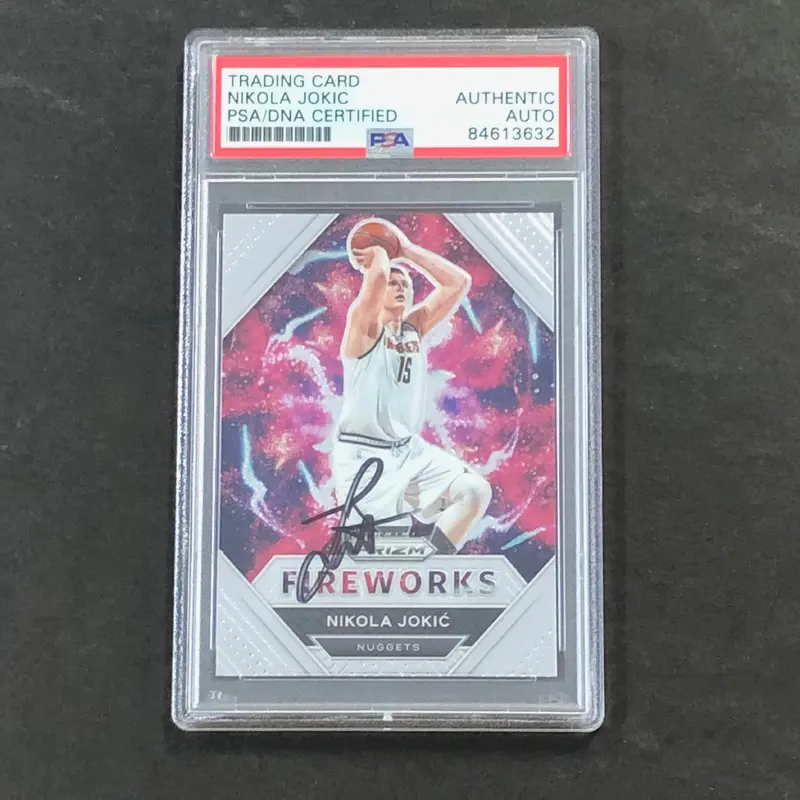 TRADING CARD
NIKOLA JOKIC
PSA/DNA CERTIFIED
AUTHENTIC
AUTO
84613632
PSA
15
PRIZM
FIREWORKS
NIKOLA JOKIĆ
NUGGETS